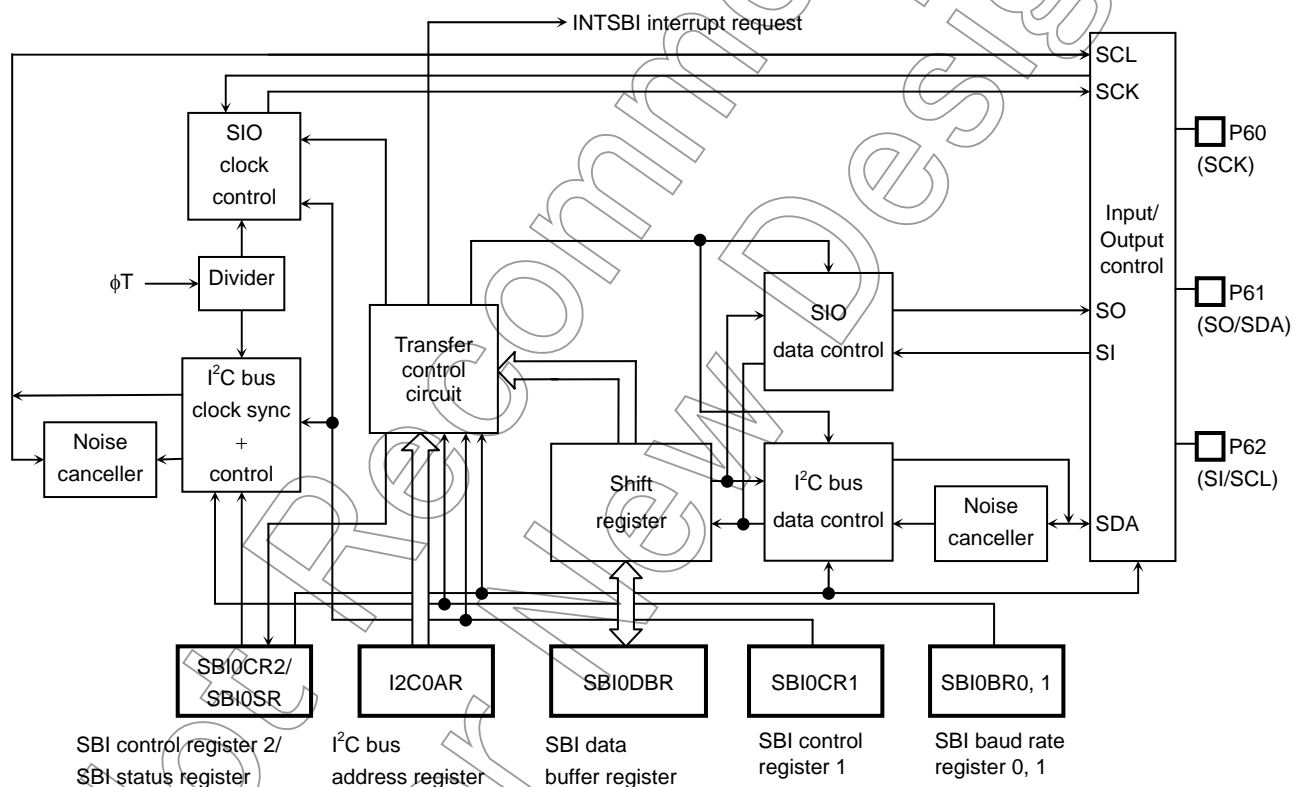 INTSBI interrupt request
SCL
SCK
SIO
clock
control
P60
(SCK)
Input/
Output
control
φT
Divider
P61
(SO/SDA)
SIO
data control
SO
SI
Transfer
control
circuit
I²C bus
clock sync
+
control
Noise
canceller
P62
(SI/SCL)
Shift
register
I²C bus
data control
Noise
canceller
SDA
SBI0CR2/
SBI0SR
I2C0AR
SBI0DBR
SBI0CR1
SBI0BR0, 1
SBI control register 2/
SBI status register
I²C bus
address register
SBI data
buffer register
SBI control
register 1
SBI baud rate
register 0, 1